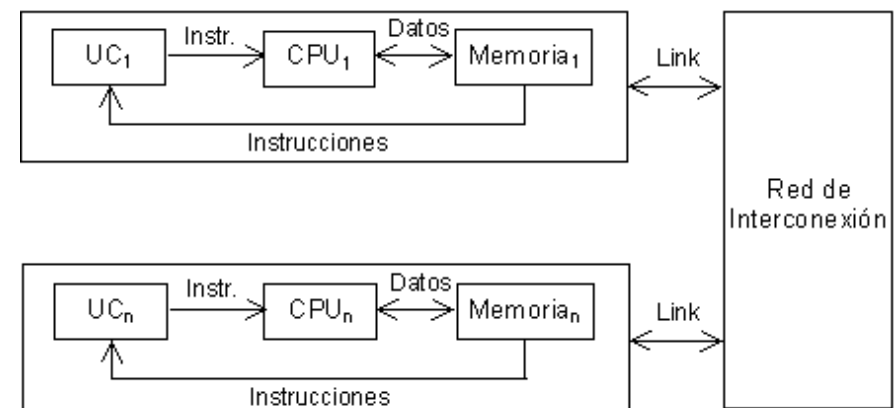 Instr.
Datos
UC₁
CPU₁
Memoria₁
Link
Instrucciones
Red de
Interconexión
Instr.
Datos
UCₙ
CPUₙ
Memoriaₙ
Link
Instrucciones